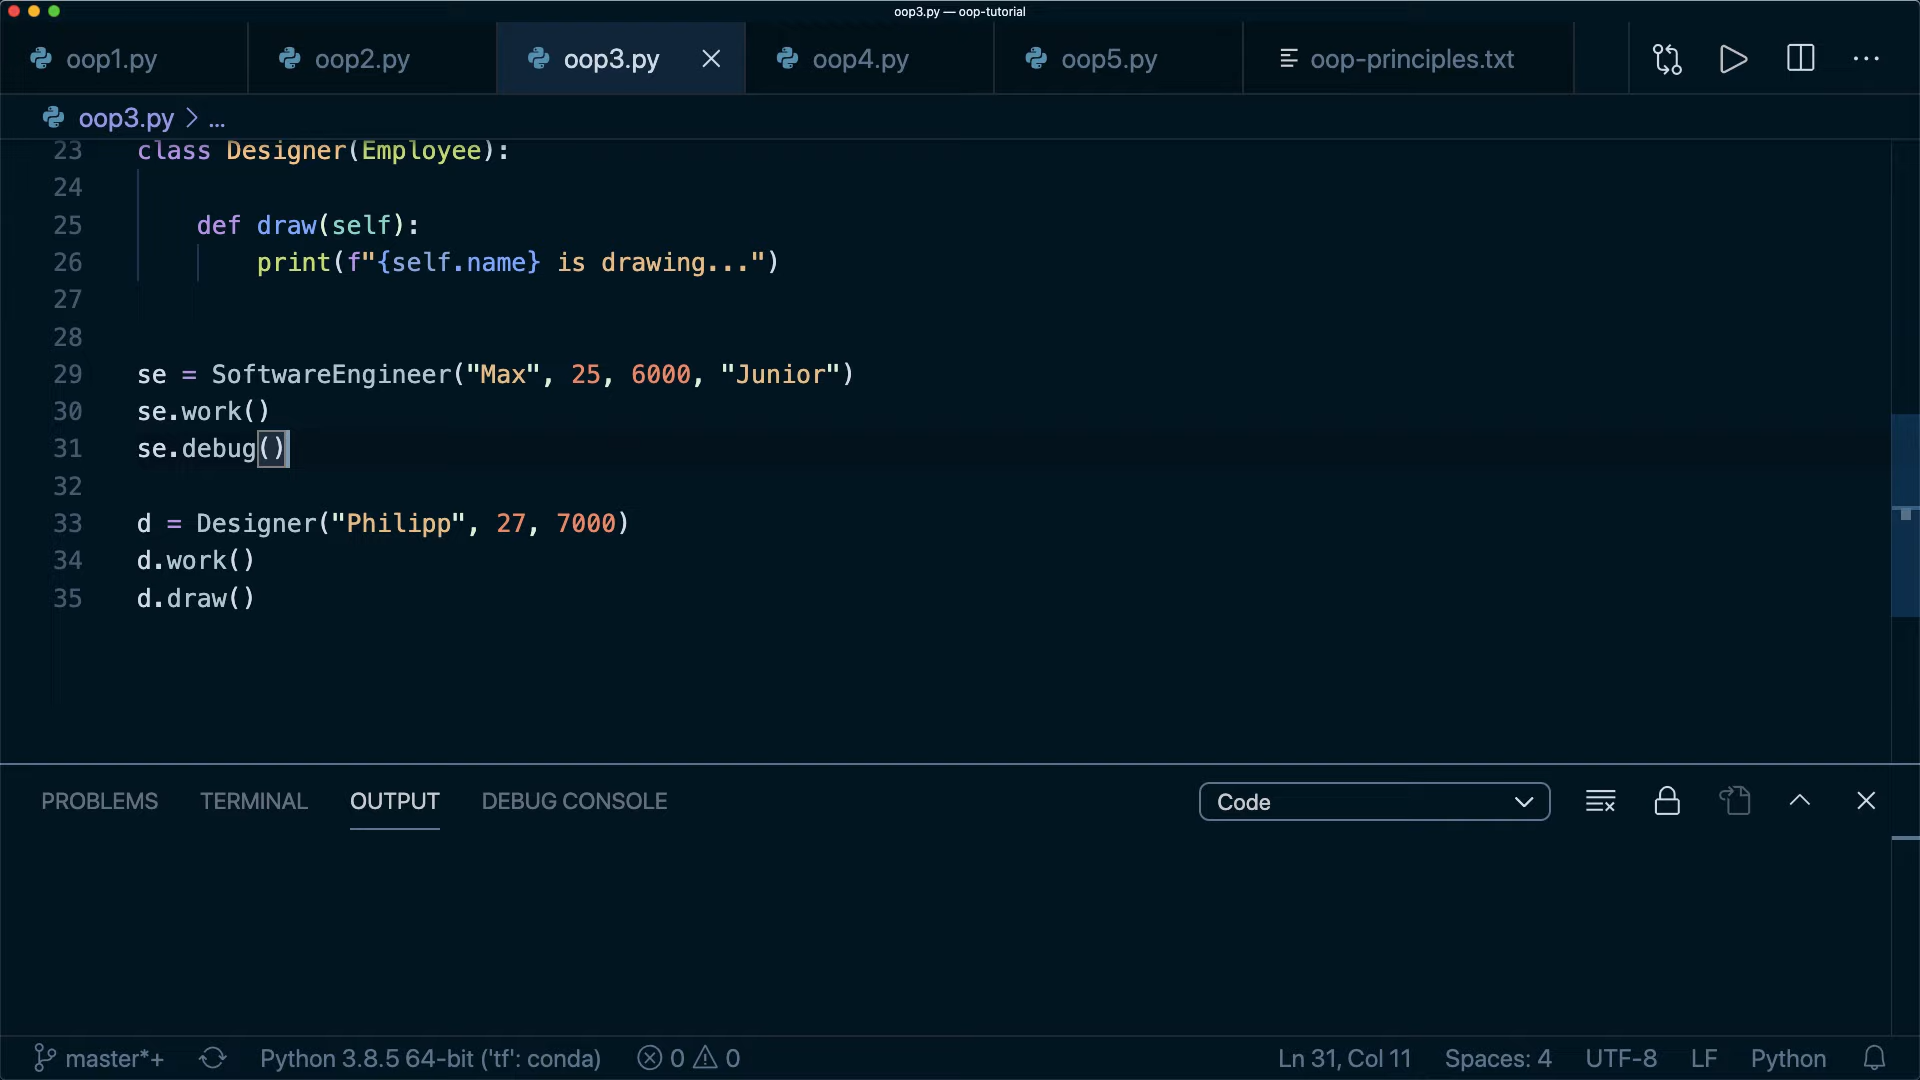 oop3.py — oop-tutorial
oop1.py oop2.py oop3.py oop4.py oop5.py oop-principles.txt
oop3.py > ...
23 class Designer(Employee):
24
25 def draw(self):
26 print(f"{self.name} is drawing...")
27
28
29 se = SoftwareEngineer("Max", 25, 6000, "Junior")
30 se.work()
31 se.debug()
32
33 d = Designer("Philipp", 27, 7000)
34 d.work()
35 d.draw()
PROBLEMS TERMINAL OUTPUT DEBUG CONSOLE Code
master*+ Python 3.8.5 64-bit ('tf': conda) 0 0 Ln 31, Col 11 Spaces: 4 UTF-8 LF Python